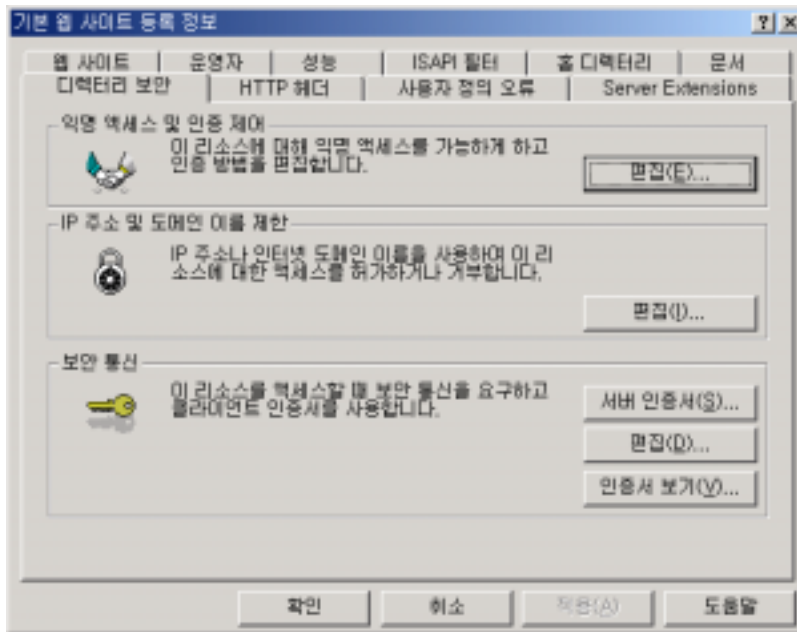 기본 웹 사이트 등록 정보
웹 사이트 운영자 성능 ISAPI 필터 홈 디렉터리 문서
디렉터리 보안 HTTP 헤더 사용자 정의 오류 Server Extensions
익명 액세스 및 인증 제어
이 리소스에 대해 익명 액세스를 가능하게 하고
인증 방법을 편집합니다.
편집(E)...
IP 주소 및 도메인 이름 제한
IP 주소나 인터넷 도메인 이름을 사용하여 이 리
소스에 대한 액세스를 허가하거나 거부합니다.
편집(I)...
보안 통신
이 리소스를 액세스할 때 보안 통신을 요구하고
클라이언트 인증서를 사용합니다.
서버 인증서(S)...
편집(D)...
인증서 보기(V)...
확인 취소 적용(A) 도움말